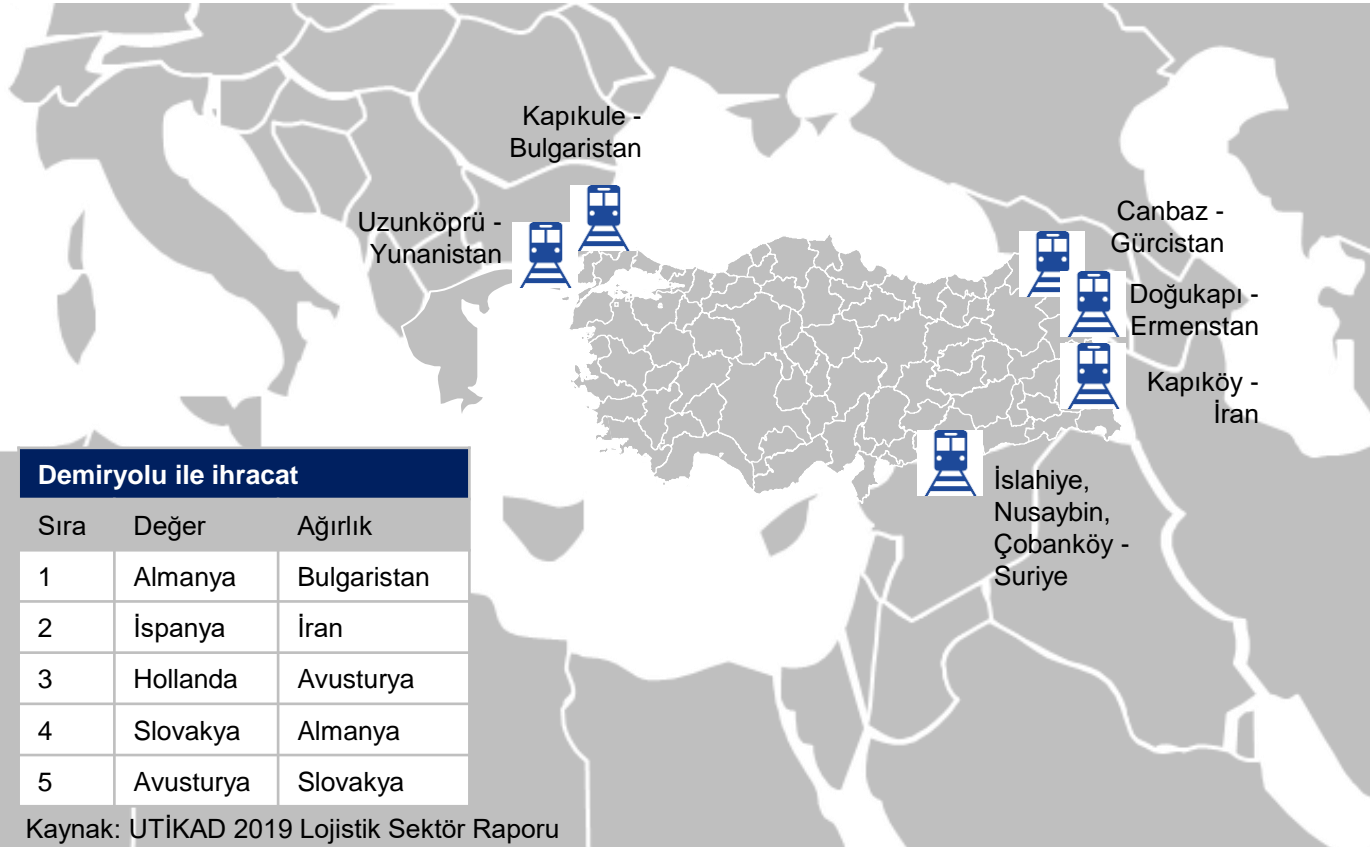 Kapıkule -
Bulgaristan
Uzunköprü -
Yunanistan
Canbaz -
Gürcistan
Doğukapı -
Ermenstan
Kapıköy -
İran
İslahiye,
Nusaybin,
Çobanköy -
Suriye
Demiryolu ile ihracat
Sıra Değer Ağırlık
1 Almanya Bulgaristan
2 İspanya İran
3 Hollanda Avusturya
4 Slovakya Almanya
5 Avusturya Slovakya
Kaynak: UTİKAD 2019 Lojistik Sektör Raporu